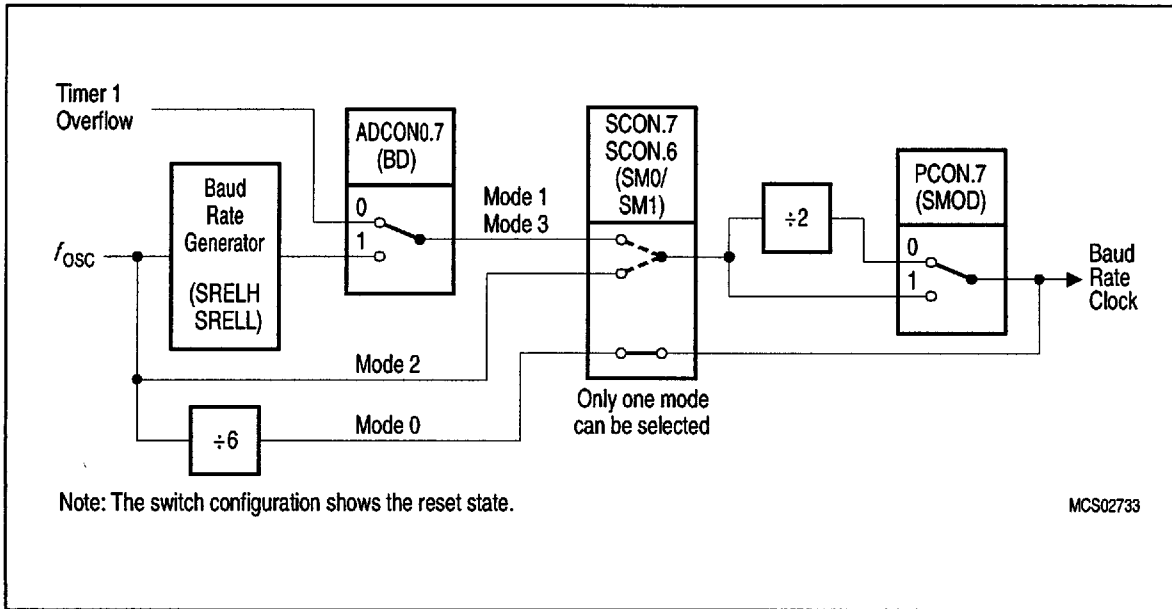 Timer 1
Overflow
ADCON0.7
(BD)
0
1
Baud
Rate
Generator
(SRELH
SRELL)
fOSC
Mode 1
Mode 3
SCON.7
SCON.6
(SM0/
SM1)
÷2
PCON.7
(SMOD)
0
1
Baud
Rate
Clock
Mode 2
Mode 0
÷6
Only one mode
can be selected
Note: The switch configuration shows the reset state.
MCS02733